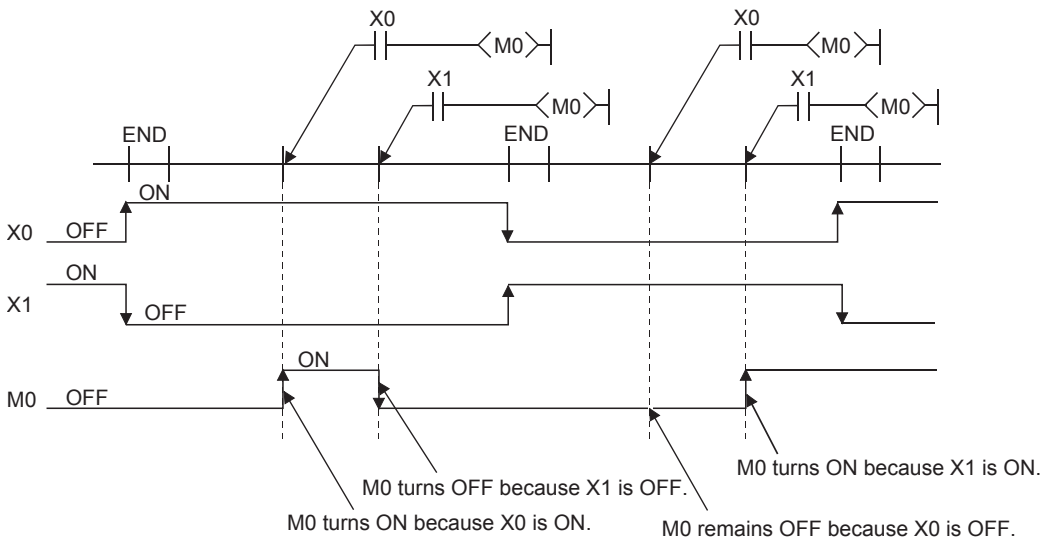 X0
M0
X0
M0
X1
M0
X1
M0
END
END
END
ON
X0 OFF
ON
X1
OFF
ON
M0 OFF
M0 turns ON because X1 is ON.
M0 turns OFF because X1 is OFF.
M0 turns ON because X0 is ON.
M0 remains OFF because X0 is OFF.